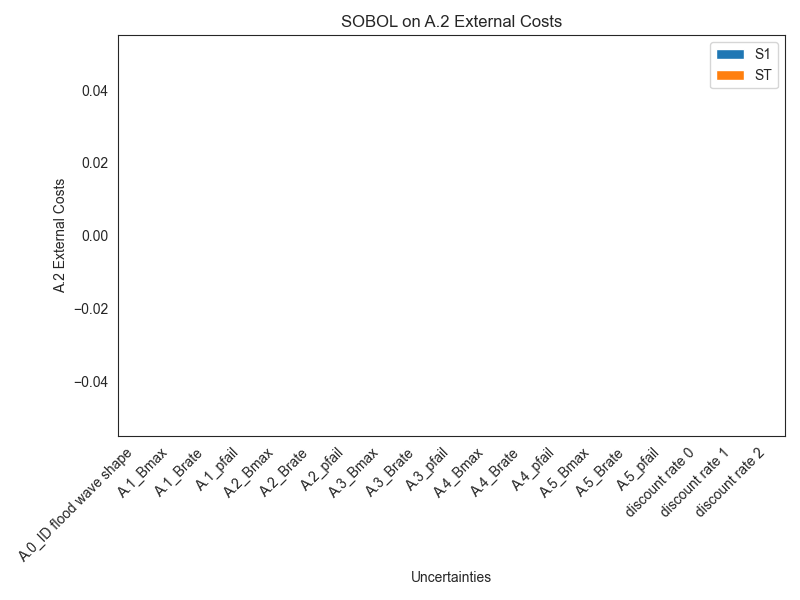 SOBOL on A.2 External Costs
S1
ST
A.2 External Costs
0.04
0.02
0.00
−0.02
−0.04
A.0_ID flood wave shape
A.1_Bmax
A.1_Brate
A.1_pfail
A.2_Bmax
A.2_Brate
A.2_pfail
A.3_Bmax
A.3_Brate
A.3_pfail
A.4_Bmax
A.4_Brate
A.4_pfail
A.5_Bmax
A.5_Brate
A.5_pfail
discount rate 0
discount rate 1
discount rate 2
Uncertainties